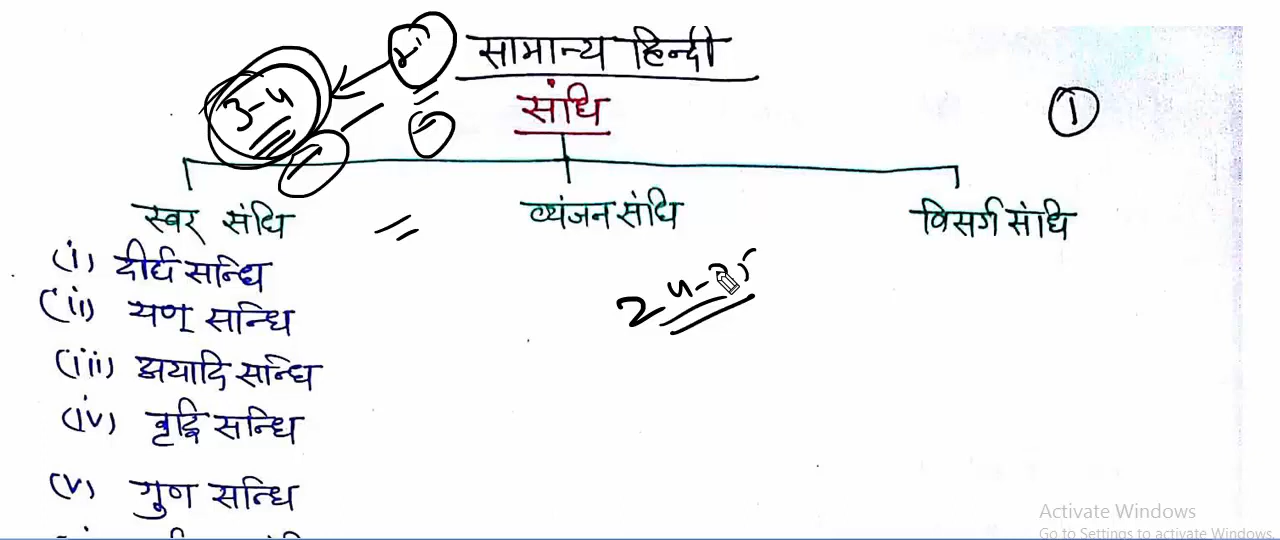 सामान्य हिन्दी
3-4
संधि
1
स्वर संधि
व्यंजन संधि
विसर्ग संधि
(i) दीर्घ सन्धि
(ii) यण् सन्धि
(iii) अयादि सन्धि
(iv) वृद्धि सन्धि
(v) गुण सन्धि
Activate Windows
Go to Settings to activate Windows.